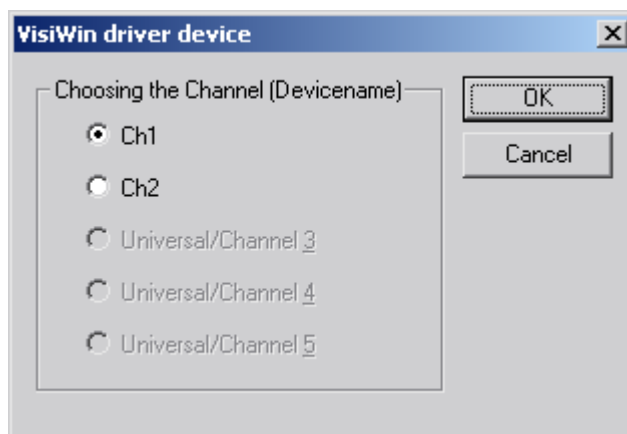 VisiWin driver device
Choosing the Channel (Devicename)
Ch1
Ch2
Universal/Channel 3
Universal/Channel 4
Universal/Channel 5
OK
Cancel